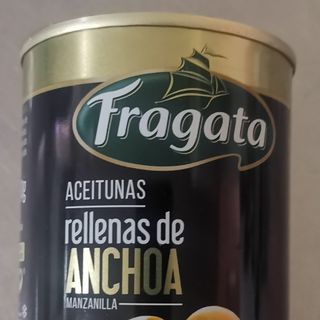 Fragata
ACEITUNAS
rellenas de
ANCHOA
MANZANILLA